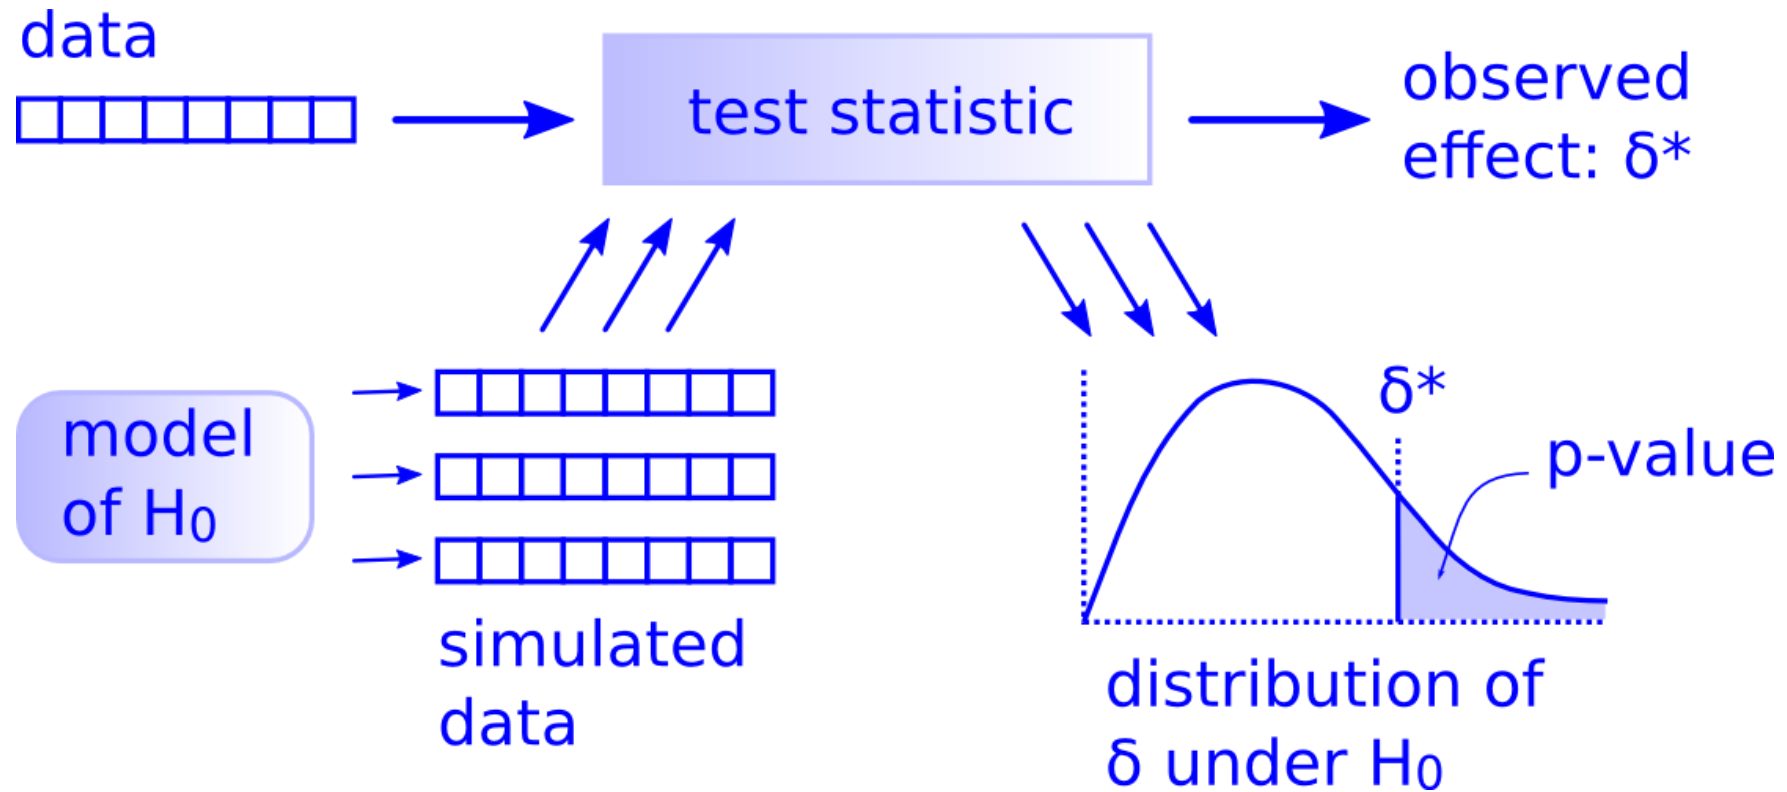 data
test statistic
observed
effect: δ*
model
of H₀
simulated
data
δ*
p-value
distribution of
δ under H₀